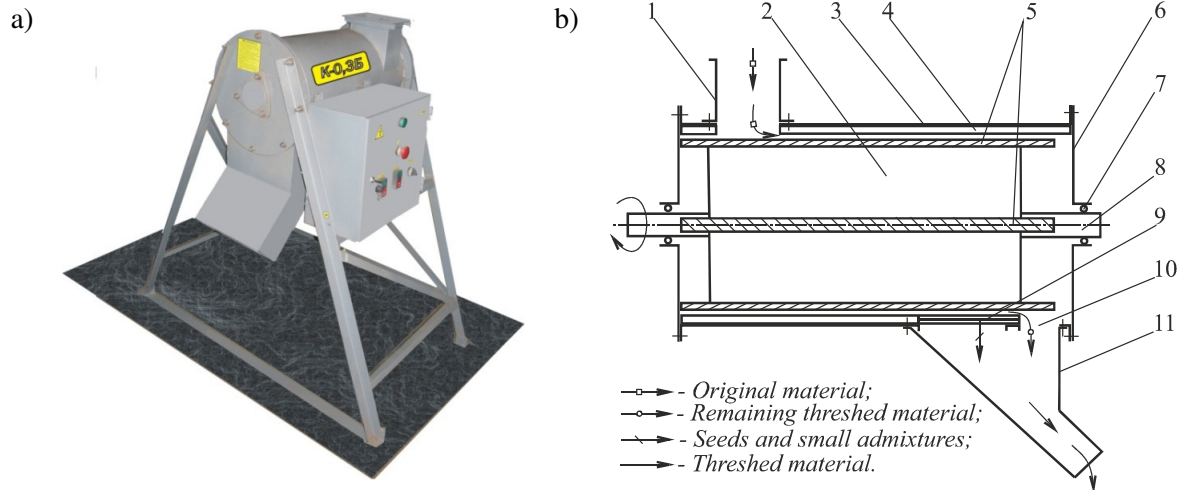 a)
К-0,3Б
b)
1
2
3
4
5
6
7
8
9
10
11
- Original material;
- Remaining threshed material;
- Seeds and small admixtures;
- Threshed material.